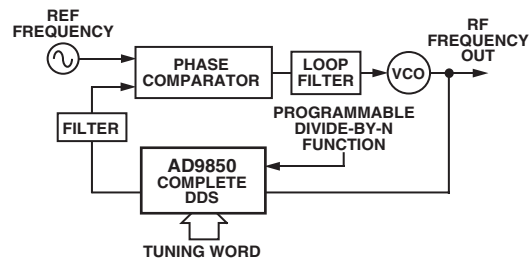 REF
FREQUENCY
PHASE
COMPARATOR
LOOP
FILTER
VCO
RF
FREQUENCY
OUT
FILTER
PROGRAMMABLE
DIVIDE-BY-N
FUNCTION
AD9850
COMPLETE
DDS
TUNING WORD